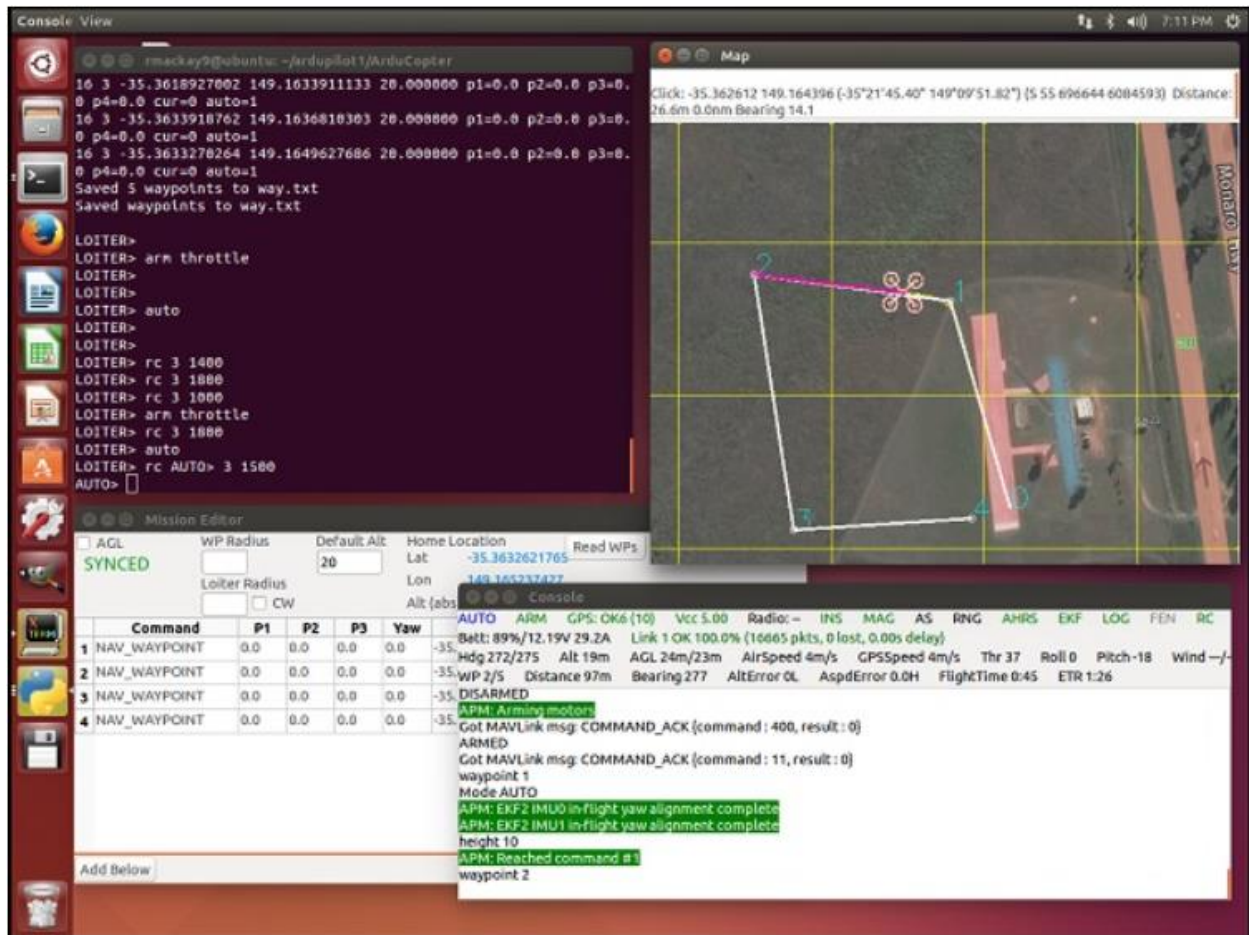 Console View
7:11 PM
rmackay9@ubuntu: ~/ardupilot1/ArduCopter
16 3 -35.3618927002 149.1633911133 20.000000 p1=0.0 p2=0.0 p3=0.
0 p4=0.0 cur=0 auto=1
16 3 -35.3633918762 149.1636810303 20.000000 p1=0.0 p2=0.0 p3=0.
0 p4=0.0 cur=0 auto=1
16 3 -35.3633270264 149.1649627686 20.000000 p1=0.0 p2=0.0 p3=0.
0 p4=0.0 cur=0 auto=1
Saved 5 waypoints to way.txt
Saved waypoints to way.txt
LOITER>
LOITER> arm throttle
LOITER>
LOITER>
LOITER> auto
LOITER>
LOITER>
LOITER> rc 3 1400
LOITER> rc 3 1800
LOITER> rc 3 1000
LOITER> arm throttle
LOITER> rc 3 1800
LOITER> auto
LOITER> rc AUTO> 3 1500
AUTO>
Map
Click: -35.362612 149.164396 (-35°21'45.40" 149°09'51.82") (S 55 696644 6084593) Distance:
26.6m 0.0nm Bearing 14.1
Monaro
2
1
3
4
0
Mission Editor
AGL WP Radius Default Alt Home Location Read WPs
SYNCED 20 Lat -35.3632621765
Loiter Radius Lon 149.165237427
CW Alt (abs
Command P1 P2 P3 Yaw
1 NAV_WAYPOINT 0.0 0.0 0.0 0.0 -35.
2 NAV_WAYPOINT 0.0 0.0 0.0 0.0 -35.
3 NAV_WAYPOINT 0.0 0.0 0.0 0.0 -35.
4 NAV_WAYPOINT 0.0 0.0 0.0 0.0 -35.
Add Below
Console
AUTO ARM GPS: OK6 (10) Vcc 5.00 Radio: -- INS MAG AS RNG AHRS EKF LOG FEN RC
Batt: 89%/12.19V 29.2A Link 1 OK 100.0% (16665 pkts, 0 lost, 0.00s delay)
Hdg 272/275 Alt 19m AGL 24m/23m AirSpeed 4m/s GPSSpeed 4m/s Thr 37 Roll 0 Pitch -18 Wind --/-
WP 2/5 Distance 97m Bearing 277 AltError 0L AspdError 0.0H FlightTime 0:45 ETR 1:26
DISARMED
APM: Arming motors
Got MAVLink msg: COMMAND_ACK {command : 400, result : 0}
ARMED
Got MAVLink msg: COMMAND_ACK {command : 11, result : 0}
waypoint 1
Mode AUTO
APM: EKF2 IMU0 in-flight yaw alignment complete
APM: EKF2 IMU1 in-flight yaw alignment complete
height 10
APM: Reached command #1
waypoint 2